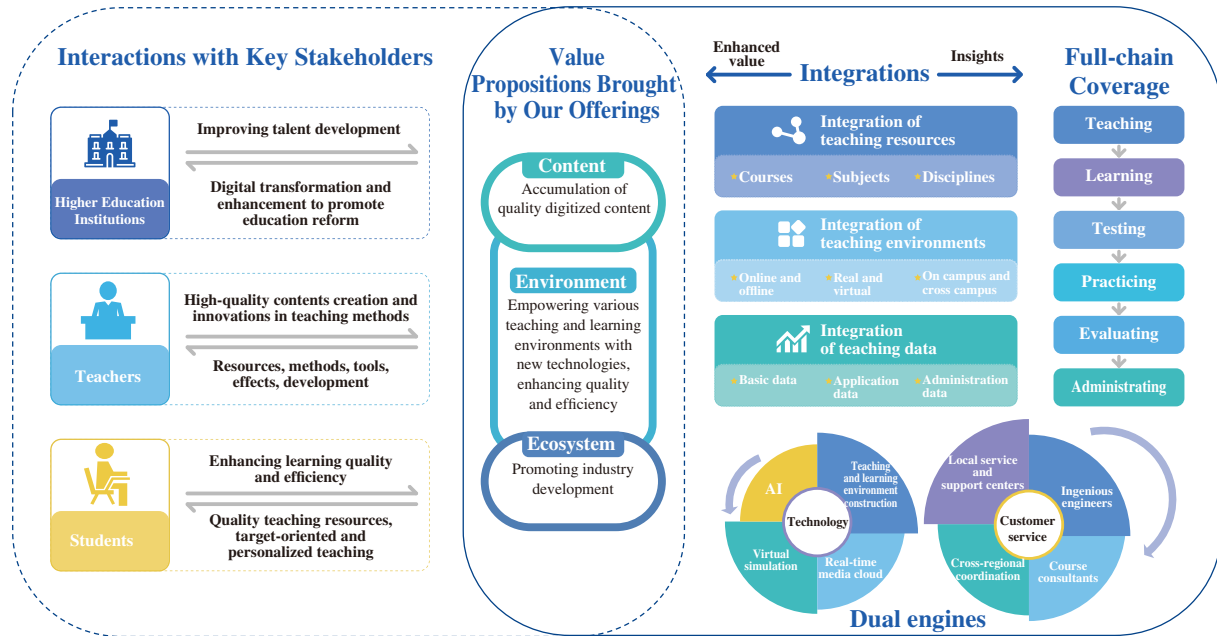 Interactions with Key Stakeholders
Improving talent development
Higher Education
Institutions
Digital transformation and
enhancement to promote
education reform
High-quality contents creation and
innovations in teaching methods
Teachers
Resources, methods, tools,
effects, development
Enhancing learning quality
and efficiency
Students
Quality teaching resources,
target-oriented and
personalized teaching
Value
Propositions Brought
by Our Offerings
Content
Accumulation of
quality digitized content
Environment
Empowering various
teaching and learning
environments with
new technologies,
enhancing quality
and efficiency
Ecosystem
Promoting industry
development
Enhanced
value
Integrations
Insights
Integration of
teaching resources
Courses
Subjects
Disciplines
Integration of
teaching environments
Online and
offline
Real and
virtual
On campus and
cross campus
Integration
of teaching data
Basic data
Application
data
Administration
data
Full-chain
Coverage
Teaching
Learning
Testing
Practicing
Evaluating
Administrating
AI
Teaching
and learning
environment
construction
Technology
Virtual
simulation
Real-time
media cloud
Local service
and
support centers
Ingenious
engineers
Customer
service
Cross-regional
coordination
Course
consultants
Dual engines